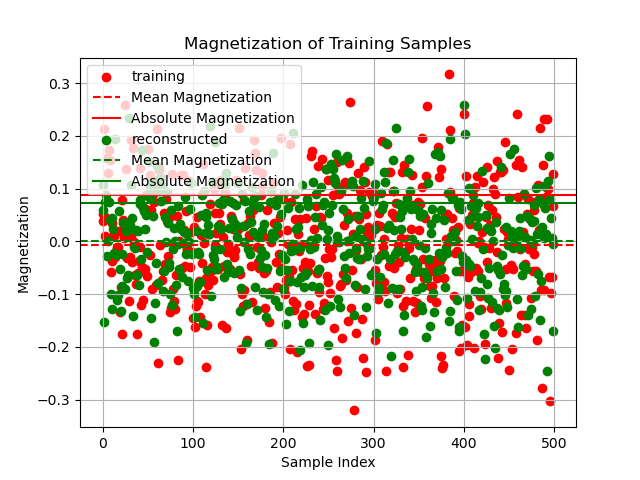 Magnetization of Training Samples
training
Mean Magnetization
Absolute Magnetization
reconstructed
Mean Magnetization
Absolute Magnetization
0.3
0.2
0.1
0.0
−0.1
−0.2
−0.3
Magnetization
0 100 200 300 400 500
Sample Index